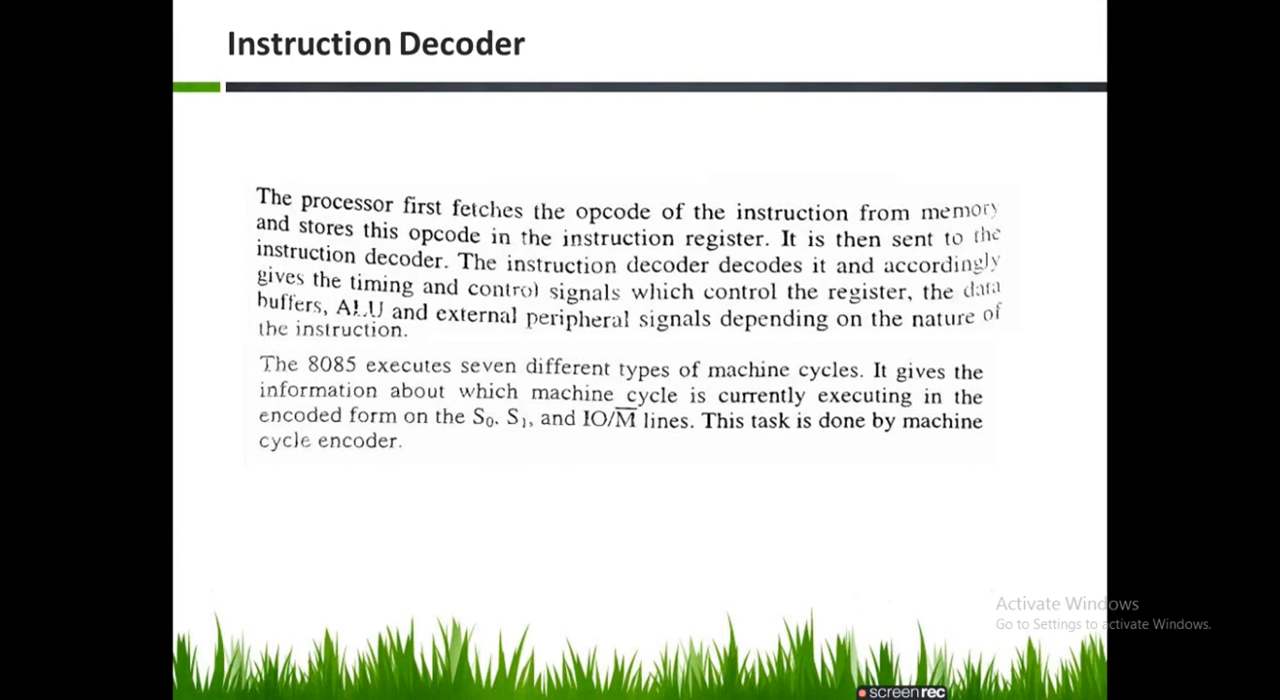 Instruction Decoder
The processor first fetches the opcode of the instruction from memory
and stores this opcode in the instruction register. It is then sent to the
instruction decoder. The instruction decoder decodes it and accordingly
gives the timing and control signals which control the register, the data
buffers, ALU and external peripheral signals depending on the nature of
the instruction.
The 8085 executes seven different types of machine cycles. It gives the
information about which machine cycle is currently executing in the
encoded form on the S₀. S₁, and IO/M̅ lines. This task is done by machine
cycle encoder.
Activate Windows
Go to Settings to activate Windows.
screenrec